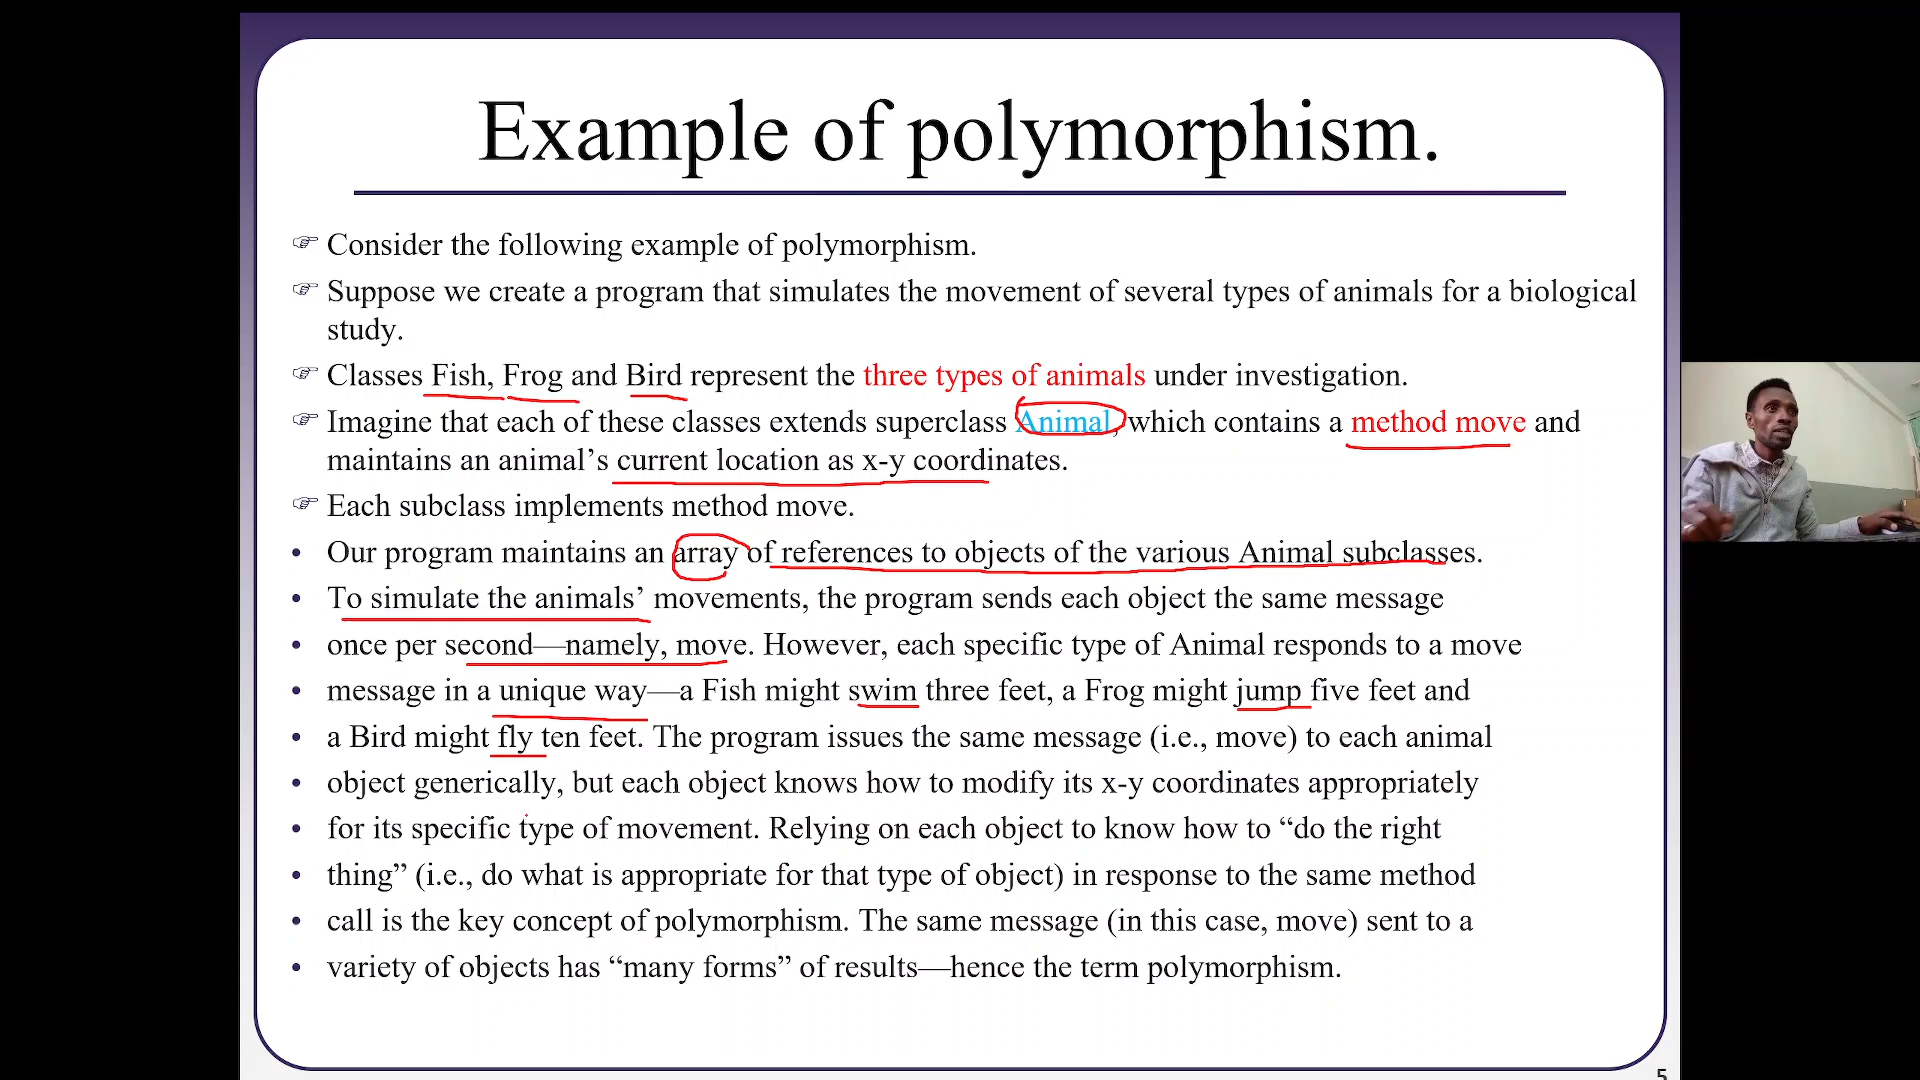 Example of polymorphism.
Consider the following example of polymorphism.
Suppose we create a program that simulates the movement of several types of animals for a biological
study.
Classes Fish, Frog and Bird represent the three types of animals under investigation.
Imagine that each of these classes extends superclass Animal, which contains a method move and
maintains an animal’s current location as x-y coordinates.
Each subclass implements method move.
• Our program maintains an array of references to objects of the various Animal subclasses.
• To simulate the animals’ movements, the program sends each object the same message
• once per second—namely, move. However, each specific type of Animal responds to a move
• message in a unique way—a Fish might swim three feet, a Frog might jump five feet and
• a Bird might fly ten feet. The program issues the same message (i.e., move) to each animal
• object generically, but each object knows how to modify its x-y coordinates appropriately
• for its specific type of movement. Relying on each object to know how to “do the right
• thing” (i.e., do what is appropriate for that type of object) in response to the same method
• call is the key concept of polymorphism. The same message (in this case, move) sent to a
• variety of objects has “many forms” of results—hence the term polymorphism.
5